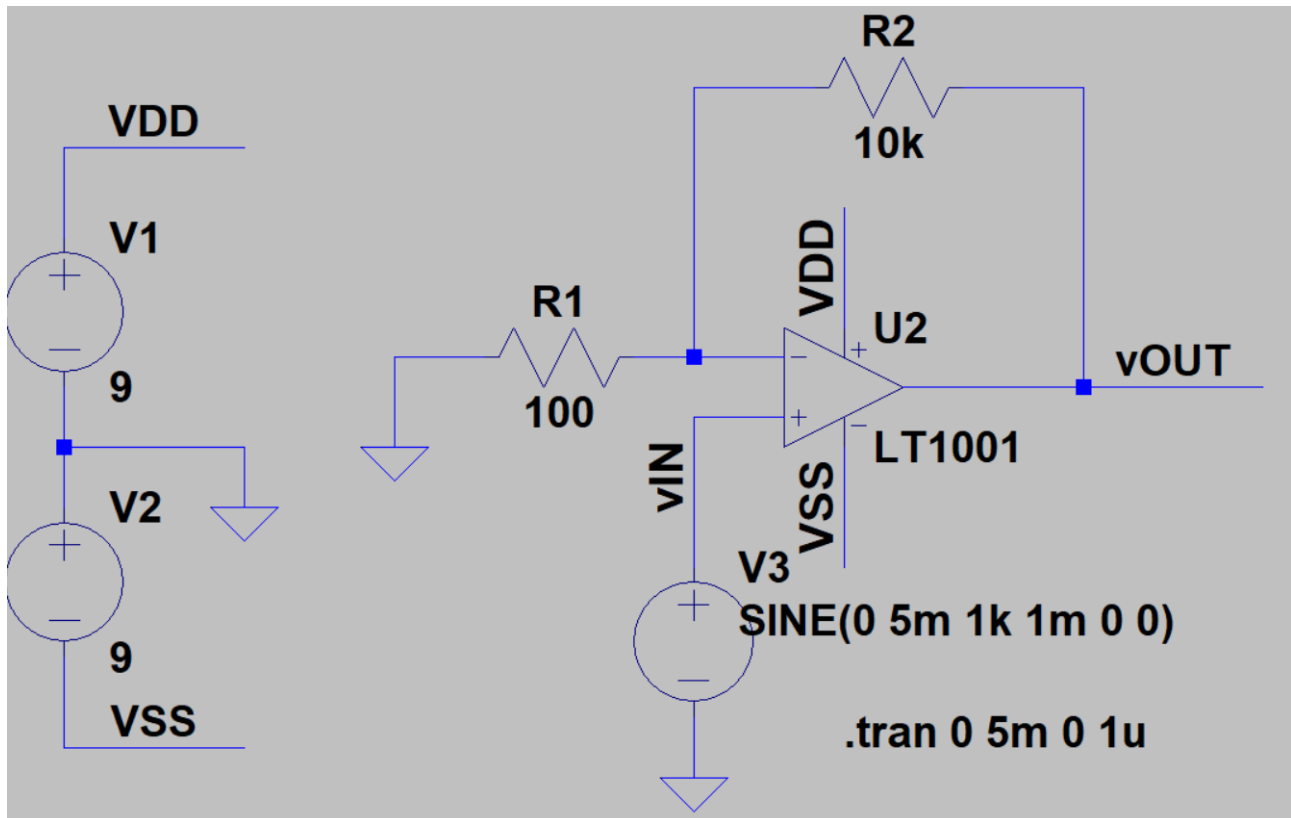 R2
10k
VDD
V1
9
V2
9
VSS
R1
100
VDD
U2
LT1001
VSS
vOUT
vIN
V3
SINE(0 5m 1k 1m 0 0)
.tran 0 5m 0 1u